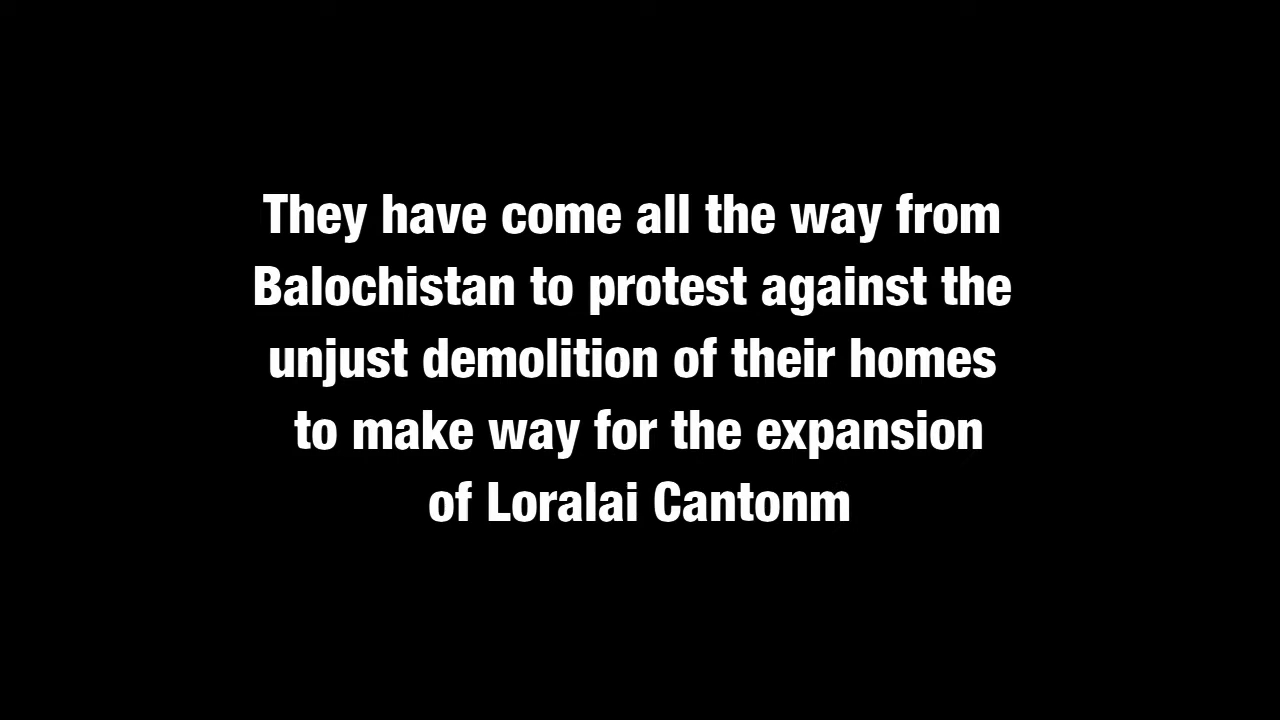 They have come all the way from
Balochistan to protest against the
unjust demolition of their homes
to make way for the expansion
of Loralai Cantonm